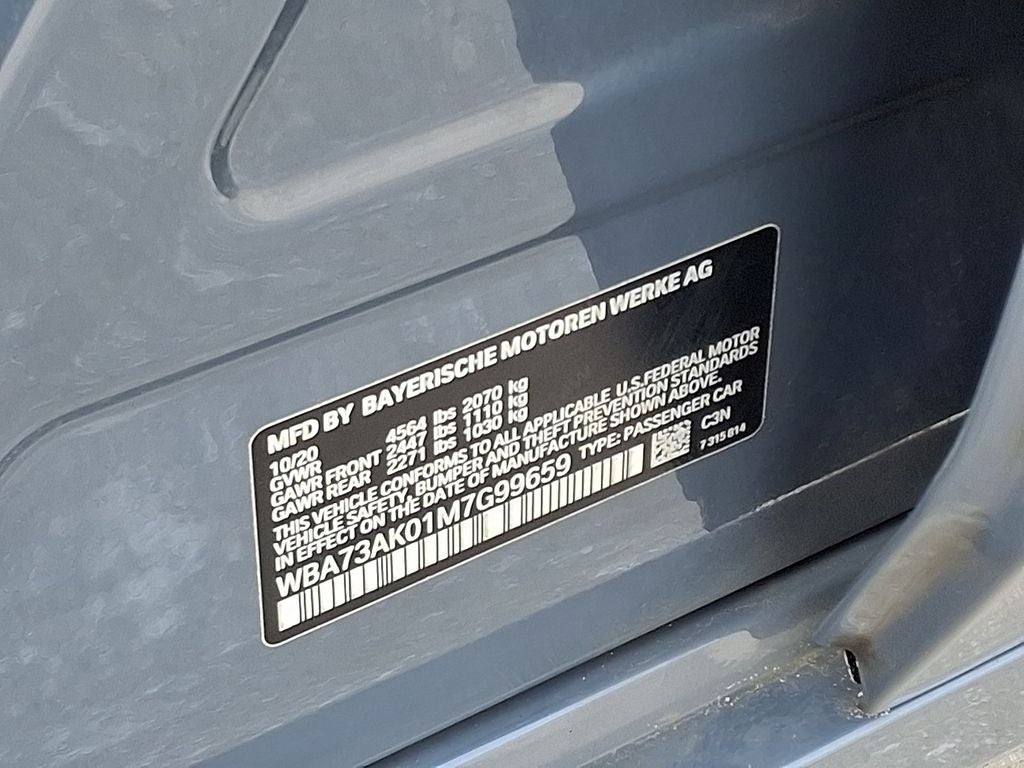 MFD BY BAYERISCHE MOTOREN WERKE AG
10/20
GVWR 4564 lbs 2070 kg
GAWR FRONT 2447 lbs 1110 kg
GAWR REAR 2271 lbs 1030 kg
THIS VEHICLE CONFORMS TO ALL APPLICABLE U.S.FEDERAL MOTOR
VEHICLE SAFETY, BUMPER AND THEFT PREVENTION STANDARDS
IN EFFECT ON THE DATE OF MANUFACTURE SHOWN ABOVE.
WBA73AK01M7G99659 TYPE: PASSENGER CAR
C3N
7 315 614